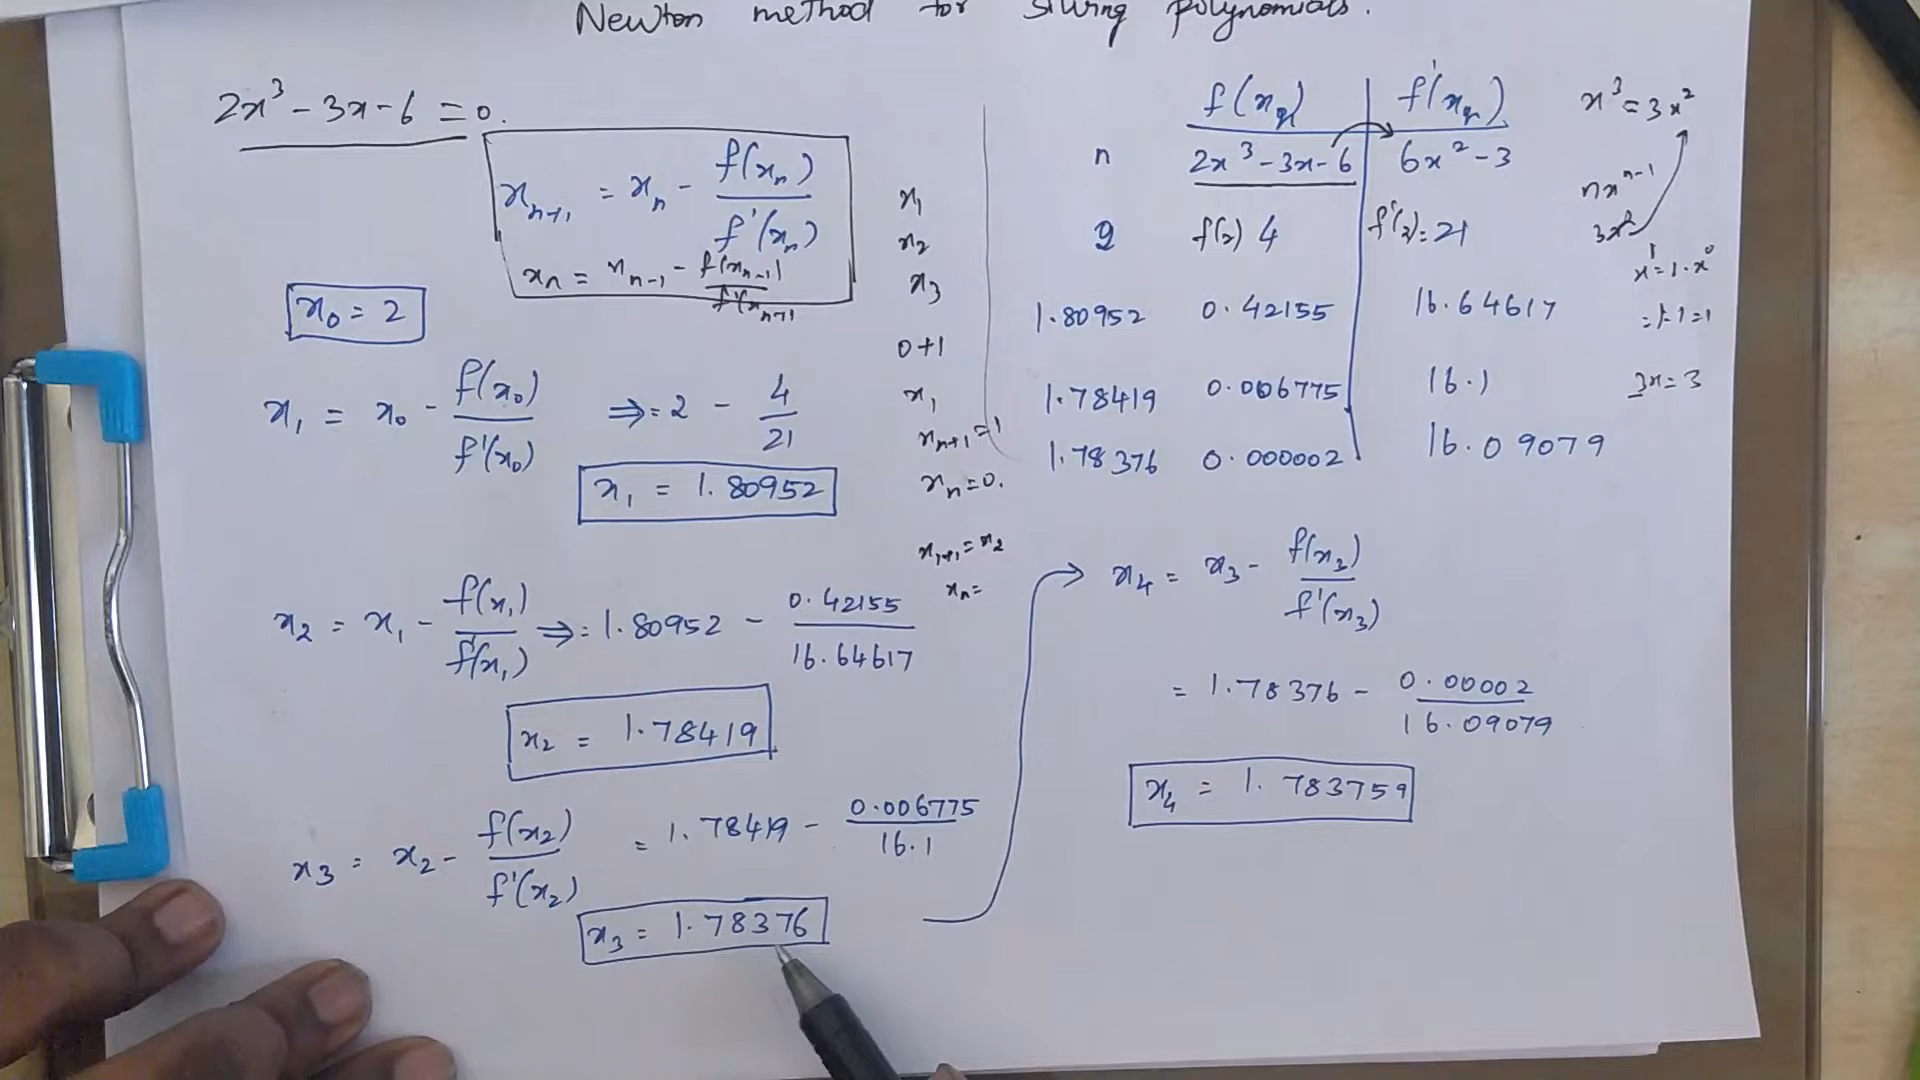 Newton method for solving polynomials.
2x³ - 3x - 6 = 0.
xₙ₊₁ = xₙ - f(xₙ) / f'(xₙ)
xₙ = xₙ₋₁ - f(xₙ₋₁) / f'(xₙ₋₁
x₀ = 2
x₁ = x₀ - f(x₀) / f'(x₀) ⇒ = 2 - 4 / 21
x₁ = 1.80952
x₂ = x₁ - f(x₁) / f'(x₁) ⇒ = 1.80952 - 0.42155 / 16.64617
x₂ = 1.78419
x₃ = x₂ - f(x₂) / f'(x₂) = 1.78419 - 0.006775 / 16.1
x₃ = 1.78376
x₁
x₂
x₃
0+1
x₁
xₙ₊₁ = 1
xₙ = 0.
x₁₊₁ = x₂
xₙ =
f(xₙ) f'(xₙ)
n 2x³ - 3x - 6 6x² - 3
2 f(2) 4 f'(2) = 21
1.80952 0.42155 16.64617
1.78419 0.006775 16.1
1.78376 0.000002 16.09079
x³ = 3x²
nxⁿ⁻¹
3x²
x¹ = 1·x⁰
= 1·1 = 1
3x = 3
x₄ = x₃ - f(x₃) / f'(x₃)
= 1.78376 - 0.00002 / 16.09079
x₄ = 1.783759